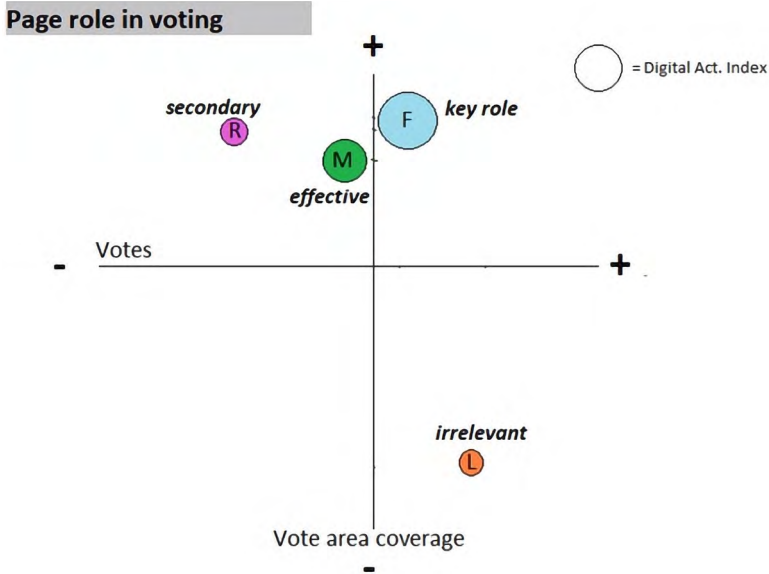 Page role in voting
+
= Digital Act. Index
secondary
key role
R
F
M
effective
Votes
-
+
irrelevant
L
Vote area coverage
-